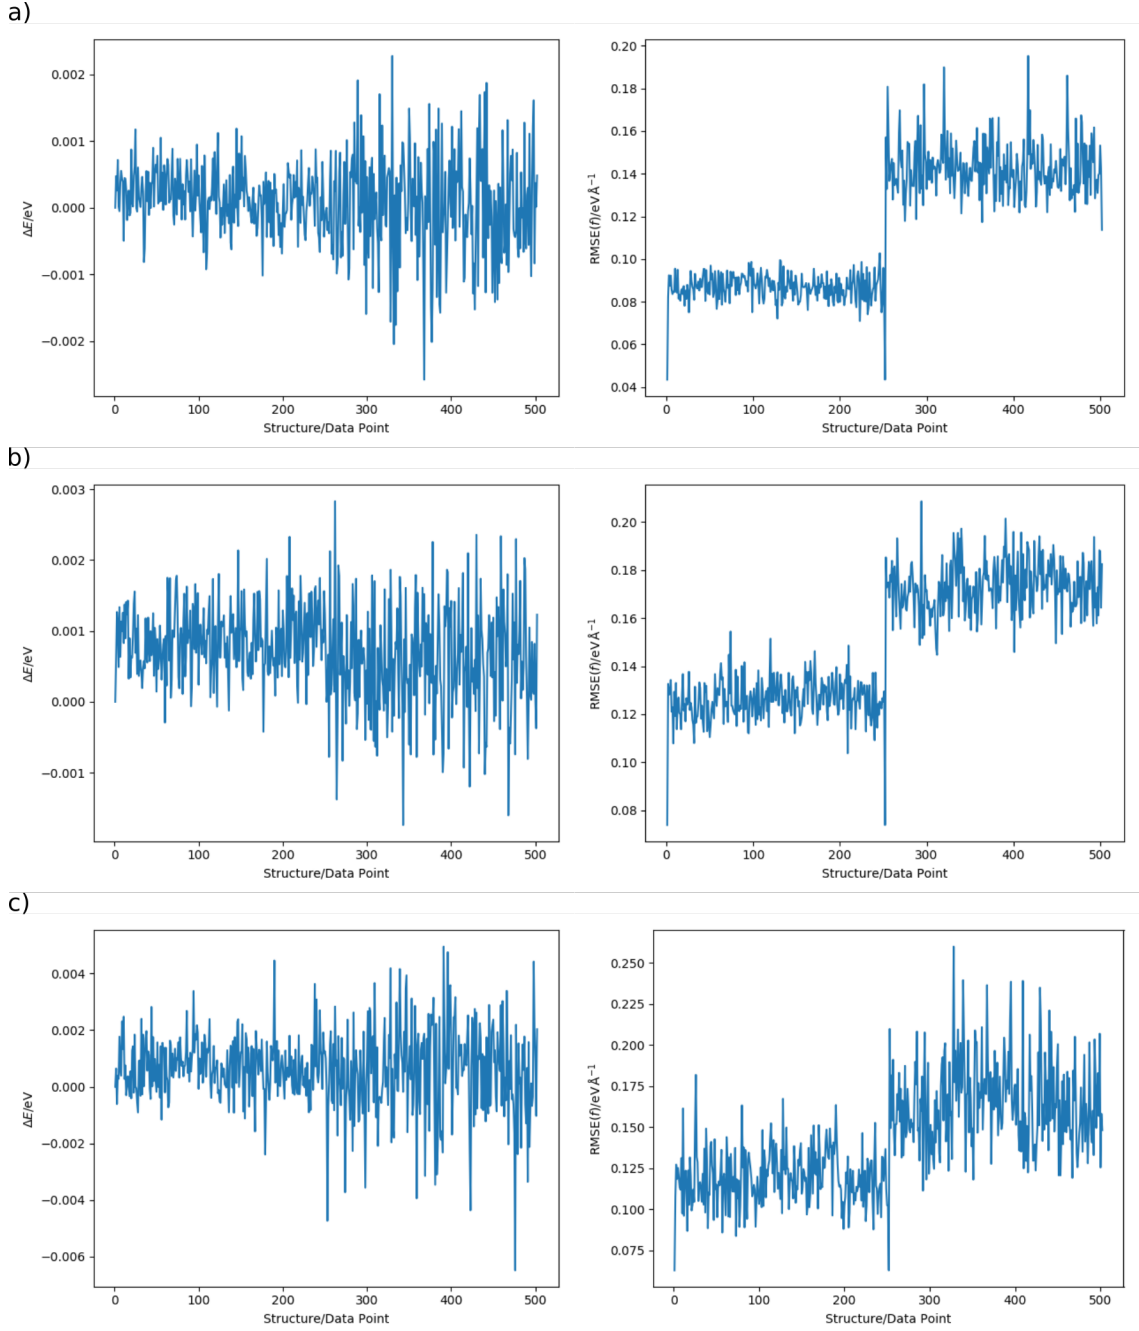 a)
0.002
0.001
0.000
−0.001
−0.002
ΔE/eV
0 100 200 300 400 500
Structure/Data Point
0.20
0.18
0.16
0.14
0.12
0.10
0.08
0.06
0.04
RMSE(f)/eVÅ⁻¹
0 100 200 300 400 500
Structure/Data Point
b)
0.003
0.002
0.001
0.000
−0.001
ΔE/eV
0 100 200 300 400 500
Structure/Data Point
0.20
0.18
0.16
0.14
0.12
0.10
0.08
RMSE(f)/eVÅ⁻¹
0 100 200 300 400 500
Structure/Data Point
c)
0.004
0.002
0.000
−0.002
−0.004
−0.006
ΔE/eV
0 100 200 300 400 500
Structure/Data Point
0.250
0.225
0.200
0.175
0.150
0.125
0.100
0.075
RMSE(f)/eVÅ⁻¹
0 100 200 300 400 500
Structure/Data Point